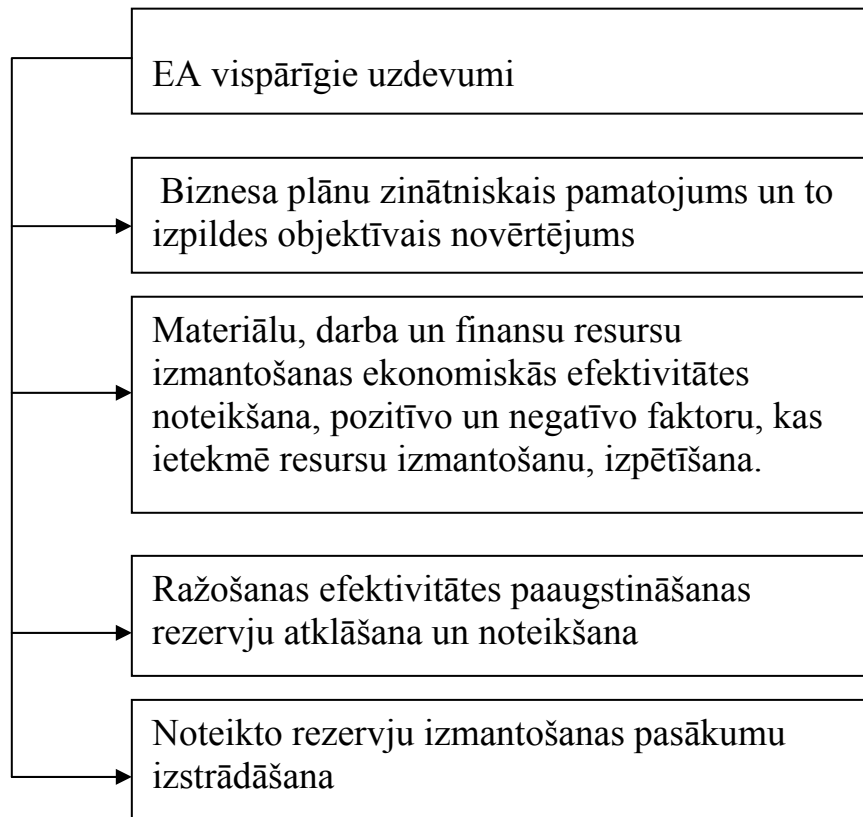 EA vispārīgie uzdevumi
Biznesa plānu zinātniskais pamatojums un to
izpildes objektīvais novērtējums
Materiālu, darba un finansu resursu
izmantošanas ekonomiskās efektivitātes
noteikšana, pozitīvo un negatīvo faktoru, kas
ietekmē resursu izmantošanu, izpētīšana.
Ražošanas efektivitātes paaugstināšanas
rezervju atklāšana un noteikšana
Noteikto rezervju izmantošanas pasākumu
izstrādāšana